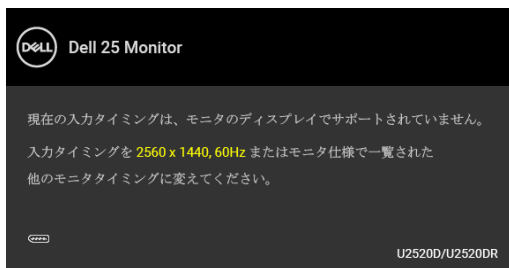 DELL
Dell 25 Monitor
現在の入力タイミングは、モニタのディスプレイでサポートされていません。
入力タイミングを 2560 x 1440, 60Hz またはモニタ仕様で一覧された
他のモニタタイミングに変えてください。
U2520D/U2520DR